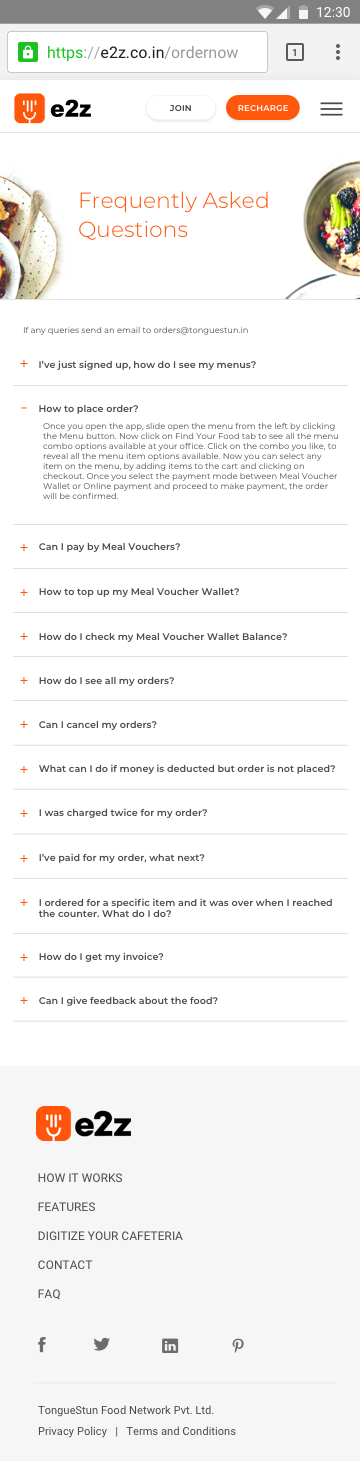 12:30
https://e2z.co.in/ordernow
1
e2z
JOIN
RECHARGE
Frequently Asked
Questions
If any queries send an email to orders@tonguestun.in
+ I've just signed up, how do I see my menus?
- How to place order?
Once you open the app, slide open the menu from the left by clicking
the Menu button. Now click on Find Your Food tab to see all the menu
combo options available at your office. Click on the combo you like, to
reveal all the menu item options available. Now you can select any
item on the menu, by adding items to the cart and clicking on
checkout. Once you select the payment mode between Meal Voucher
Wallet or Online payment and proceed to make payment, the order
will be confirmed.
+ Can I pay by Meal Vouchers?
+ How to top up my Meal Voucher Wallet?
+ How do I check my Meal Voucher Wallet Balance?
+ How do I see all my orders?
+ Can I cancel my orders?
+ What can I do if money is deducted but order is not placed?
+ I was charged twice for my order?
+ I've paid for my order, what next?
+ I ordered for a specific item and it was over when I reached
the counter. What do I do?
+ How do I get my invoice?
+ Can I give feedback about the food?
e2z
HOW IT WORKS
FEATURES
DIGITIZE YOUR CAFETERIA
CONTACT
FAQ
TongueStun Food Network Pvt. Ltd.
Privacy Policy | Terms and Conditions